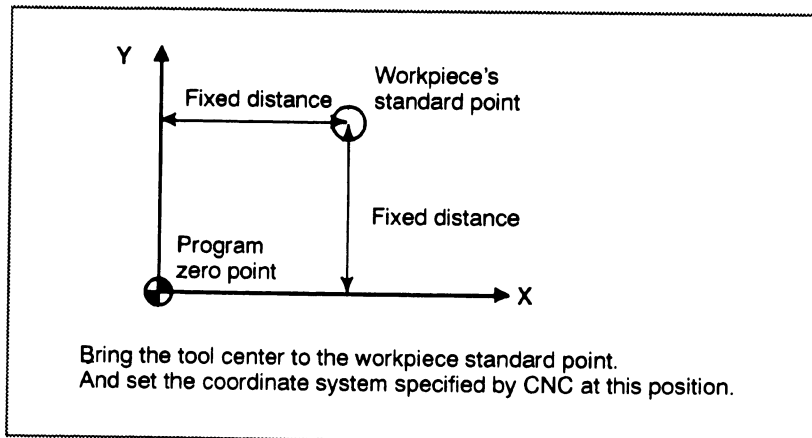 Y
Workpiece's
standard point
Fixed distance
Fixed distance
Program
zero point
X
Bring the tool center to the workpiece standard point.
And set the coordinate system specified by CNC at this position.